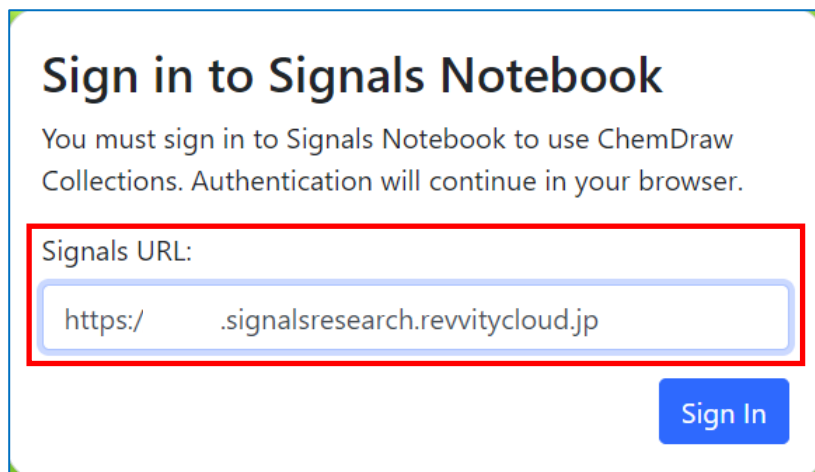 Sign in to Signals Notebook
You must sign in to Signals Notebook to use ChemDraw
Collections. Authentication will continue in your browser.
Signals URL:
https:/ .signalsresearch.revvitycloud.jp
Sign In